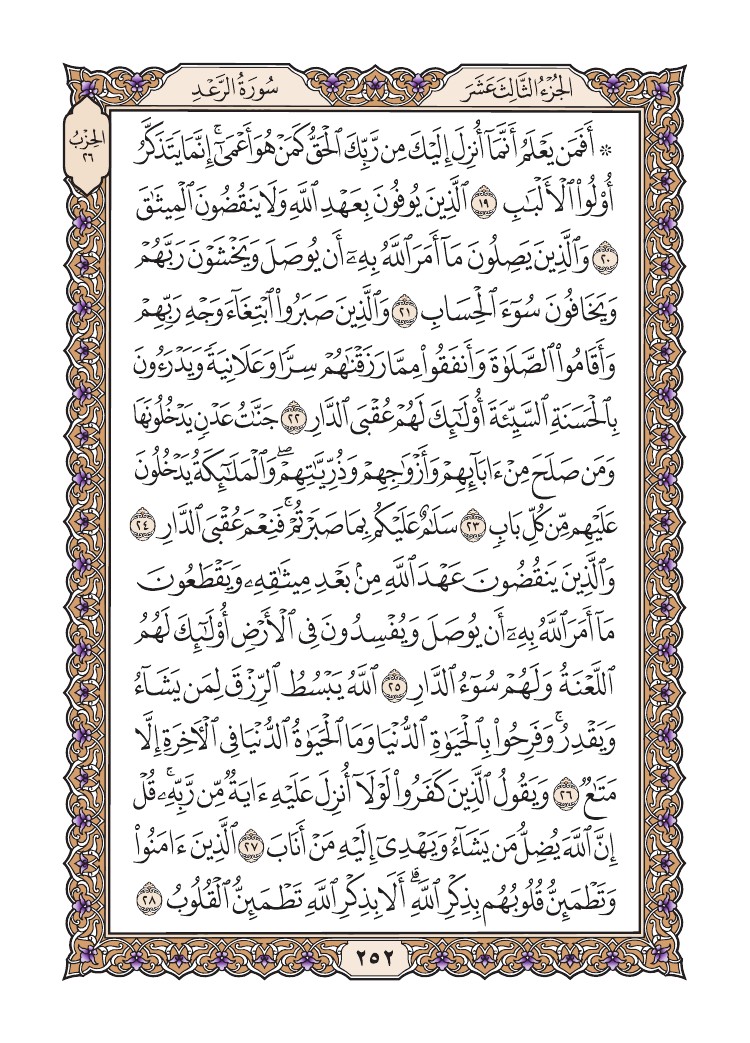 سُورَةُ الرَّعْدِ
الجُزْءُ الثَّالِثَ عَشَرَ
الحِزْبُ
٢٦
۞ أَفَمَن يَعْلَمُ أَنَّمَآ أُنزِلَ إِلَيْكَ مِن رَّبِّكَ ٱلْحَقُّ كَمَنْ هُوَ أَعْمَىٰٓۚ إِنَّمَا يَتَذَكَّرُ
أُوْلُواْ ٱلْأَلْبَٰبِ ١٩ ٱلَّذِينَ يُوفُونَ بِعَهْدِ ٱللَّهِ وَلَا يَنقُضُونَ ٱلْمِيثَٰقَ
٢٠ وَٱلَّذِينَ يَصِلُونَ مَآ أَمَرَ ٱللَّهُ بِهِۦٓ أَن يُوصَلَ وَيَخْشَوْنَ رَبَّهُمْ
وَيَخَافُونَ سُوٓءَ ٱلْحِسَابِ ٢١ وَٱلَّذِينَ صَبَرُواْ ٱبْتِغَآءَ وَجْهِ رَبِّهِمْ
وَأَقَامُواْ ٱلصَّلَوٰةَ وَأَنفَقُواْ مِمَّا رَزَقْنَٰهُمْ سِرًّا وَعَلَانِيَةً وَيَدْرَءُونَ
بِٱلْحَسَنَةِ ٱلسَّيِّئَةَ أُوْلَٰٓئِكَ لَهُمْ عُقْبَى ٱلدَّارِ ٢٢ جَنَّٰتُ عَدْنٍ يَدْخُلُونَهَا
وَمَن صَلَحَ مِنْ ءَابَآئِهِمْ وَأَزْوَٰجِهِمْ وَذُرِّيَّٰتِهِمْۖ وَٱلْمَلَٰٓئِكَةُ يَدْخُلُونَ
عَلَيْهِم مِّن كُلِّ بَابٍ ٢٣ سَلَٰمٌ عَلَيْكُم بِمَا صَبَرْتُمْۚ فَنِعْمَ عُقْبَى ٱلدَّارِ ٢٤
وَٱلَّذِينَ يَنقُضُونَ عَهْدَ ٱللَّهِ مِنۢ بَعْدِ مِيثَٰقِهِۦ وَيَقْطَعُونَ
مَآ أَمَرَ ٱللَّهُ بِهِۦٓ أَن يُوصَلَ وَيُفْسِدُونَ فِى ٱلْأَرْضِ أُوْلَٰٓئِكَ لَهُمُ
ٱللَّعْنَةُ وَلَهُمْ سُوٓءُ ٱلدَّارِ ٢٥ ٱللَّهُ يَبْسُطُ ٱلرِّزْقَ لِمَن يَشَآءُ
وَيَقْدِرُۚ وَفَرِحُواْ بِٱلْحَيَوٰةِ ٱلدُّنْيَا وَمَا ٱلْحَيَوٰةُ ٱلدُّنْيَا فِى ٱلْأٓخِرَةِ إِلَّا
مَتَٰعٌ ٢٦ وَيَقُولُ ٱلَّذِينَ كَفَرُواْ لَوْلَآ أُنزِلَ عَلَيْهِ ءَايَةٌ مِّن رَّبِّهِۦۚ قُلْ
إِنَّ ٱللَّهَ يُضِلُّ مَن يَشَآءُ وَيَهْدِىٓ إِلَيْهِ مَنْ أَنَابَ ٢٧ ٱلَّذِينَ ءَامَنُواْ
وَتَطْمَئِنُّ قُلُوبُهُم بِذِكْرِ ٱللَّهِۗ أَلَا بِذِكْرِ ٱللَّهِ تَطْمَئِنُّ ٱلْقُلُوبُ ٢٨
٢٥٢